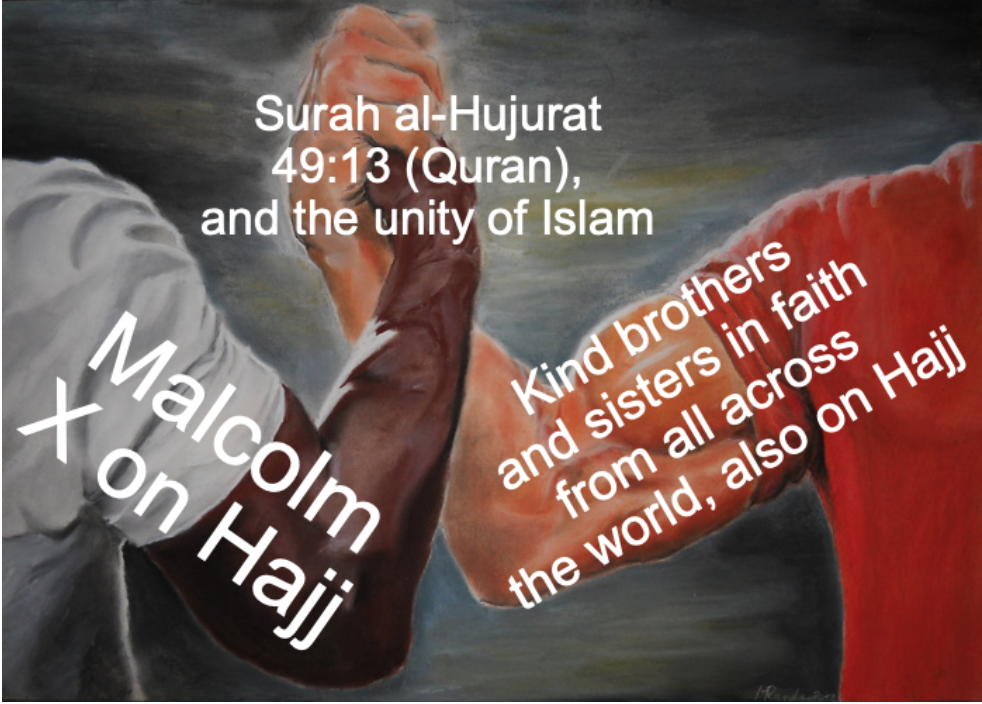 Surah al-Hujurat
49:13 (Quran),
and the unity of Islam
Malcolm
X on Hajj
Kind brothers
and sisters in faith
from all across
the world, also on Hajj